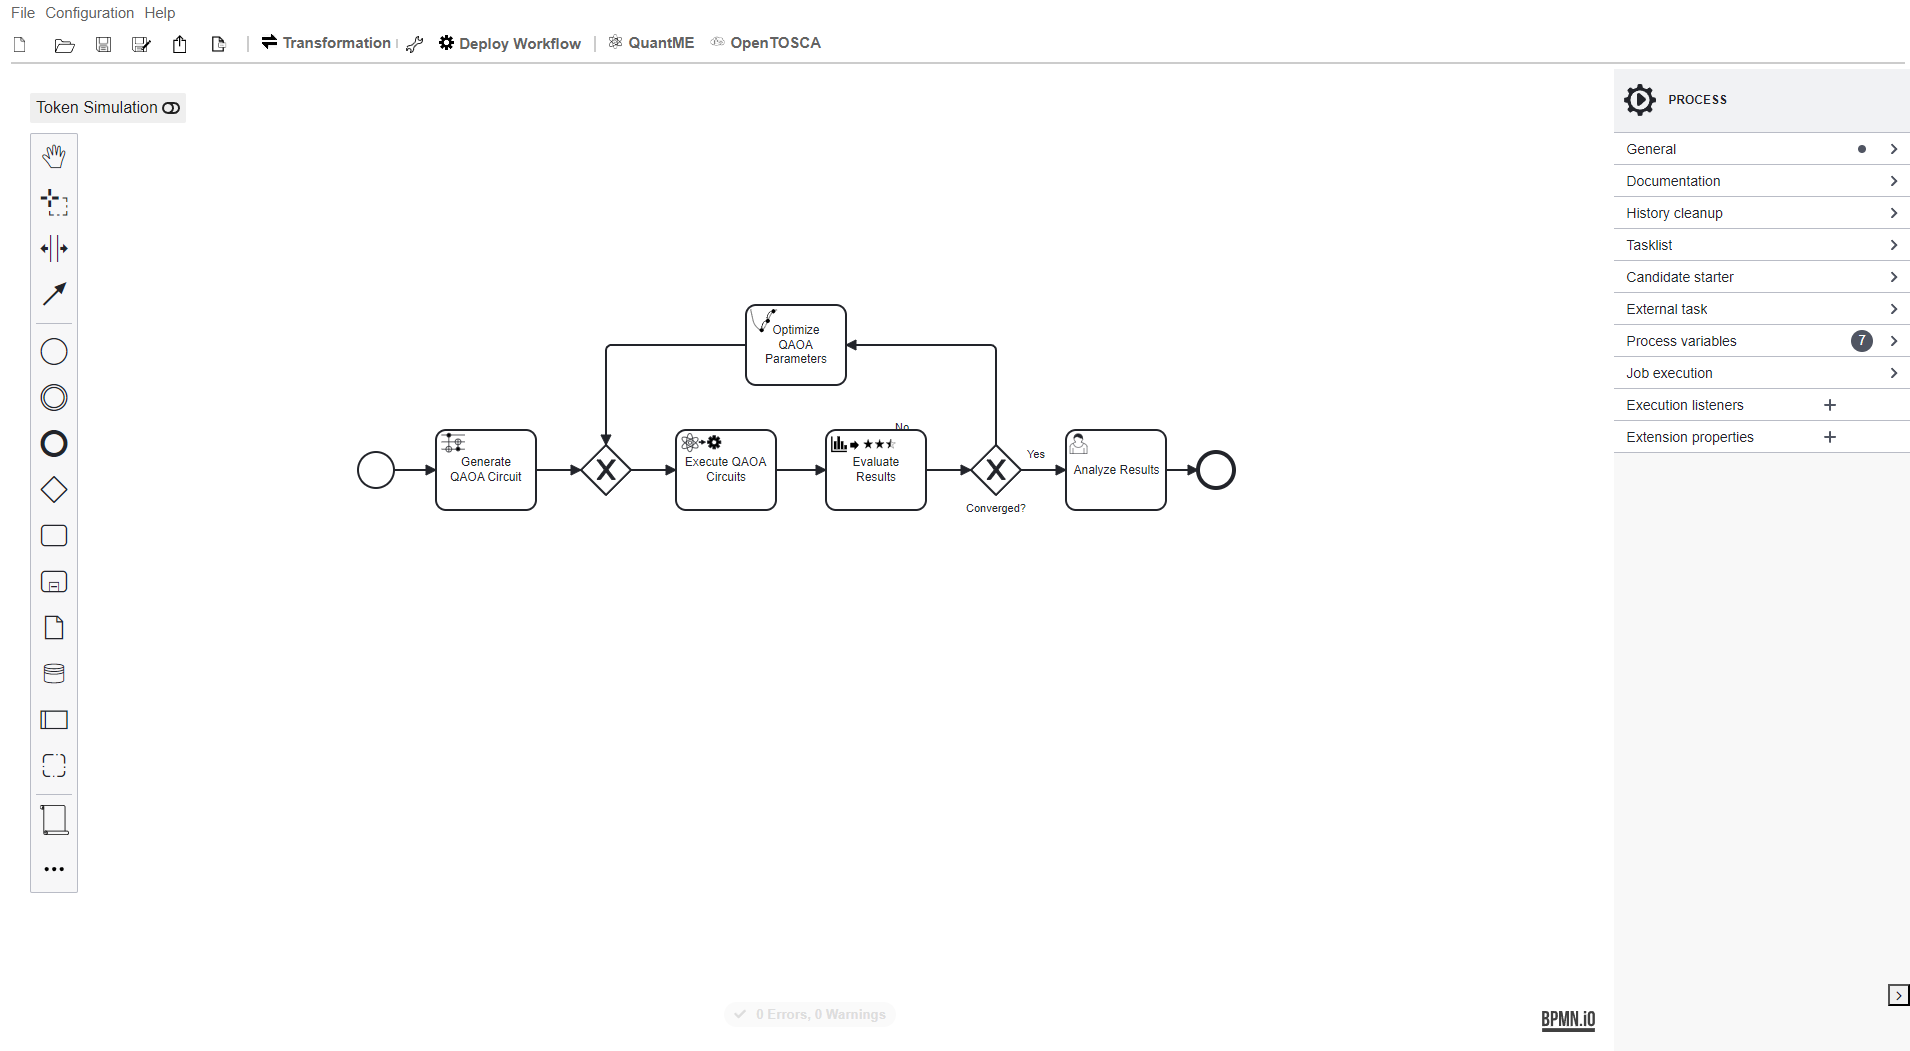 File Configuration Help
Transformation Deploy Workflow QuantME OpenTOSCA
Token Simulation
PROCESS
General
Documentation
History cleanup
Tasklist
Candidate starter
External task
Process variables 7
Job execution
Execution listeners
Extension properties
Optimize
QAOA
Parameters
Generate
QAOA Circuit
X
Execute QAOA
Circuits
No
Evaluate
Results
X
Converged?
Yes
Analyze Results
0 Errors, 0 Warnings
BPMN.iO